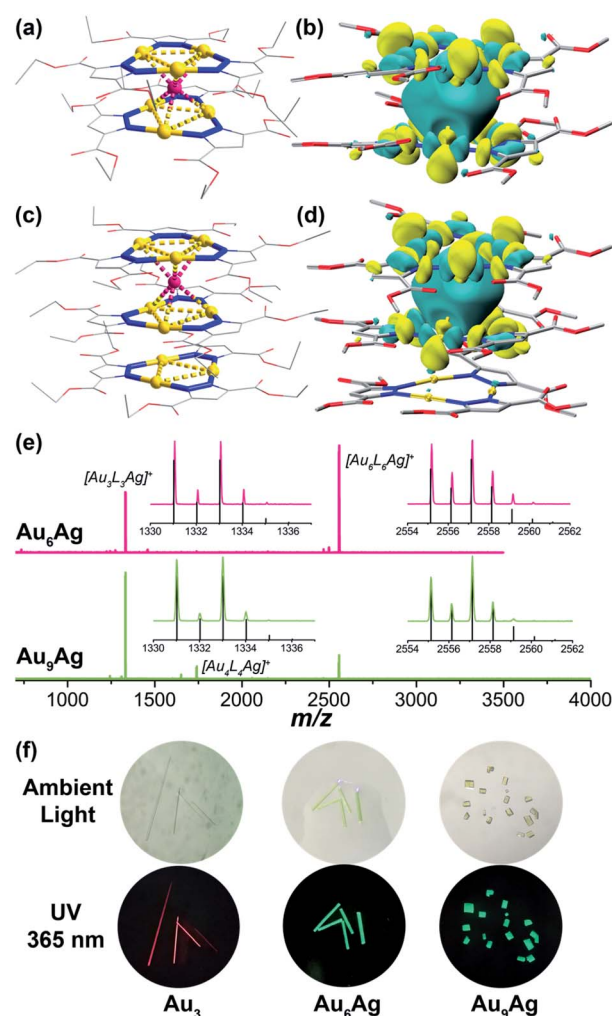 (a)
(b)
(c)
(d)
(e)
[Au₃L₃Ag]⁺
[Au₆L₆Ag]⁺
1330 1332 1334 1336
2554 2556 2558 2560 2562
Au₆Ag
1330 1332 1334 1336
2554 2556 2558 2560 2562
Au₉Ag
[Au₄L₄Ag]⁺
1000 1500 2000 2500 3000 3500 4000
m/z
(f)
Ambient
Light
UV
365 nm
Au₃ Au₆Ag Au₉Ag